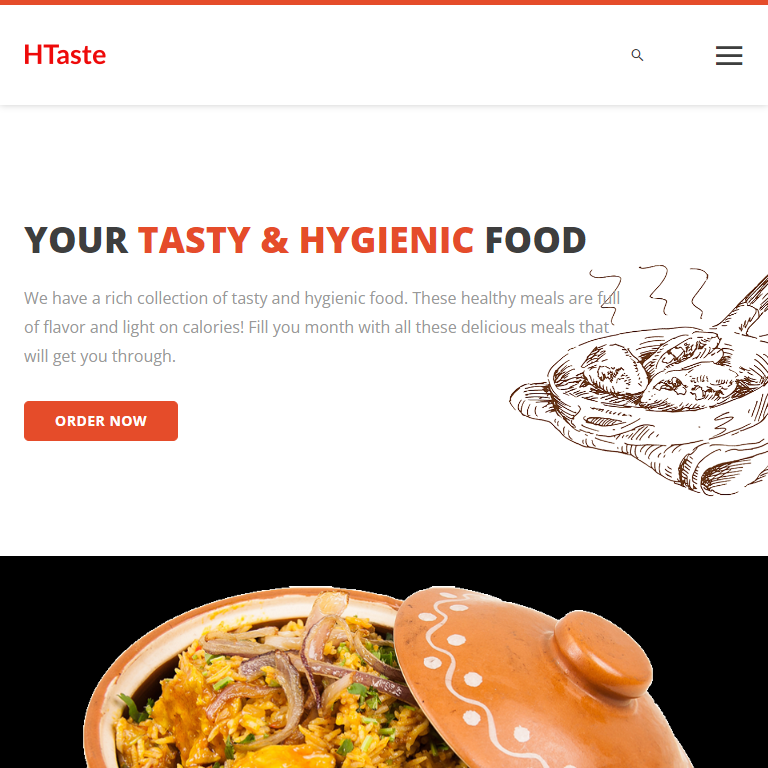 HTaste
YOUR TASTY & HYGIENIC FOOD
We have a rich collection of tasty and hygienic food. These healthy meals are full
of flavor and light on calories! Fill you month with all these delicious meals that
will get you through.
ORDER NOW